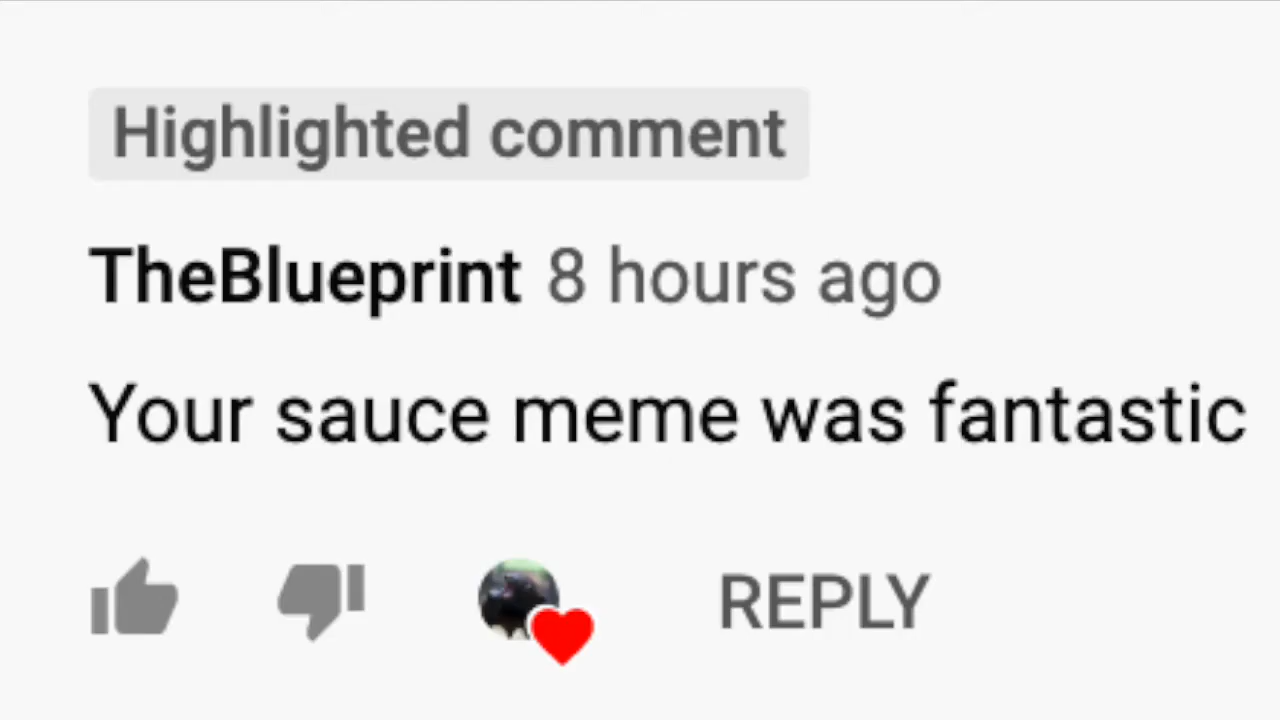 Highlighted comment
TheBlueprint 8 hours ago
Your sauce meme was fantastic
REPLY